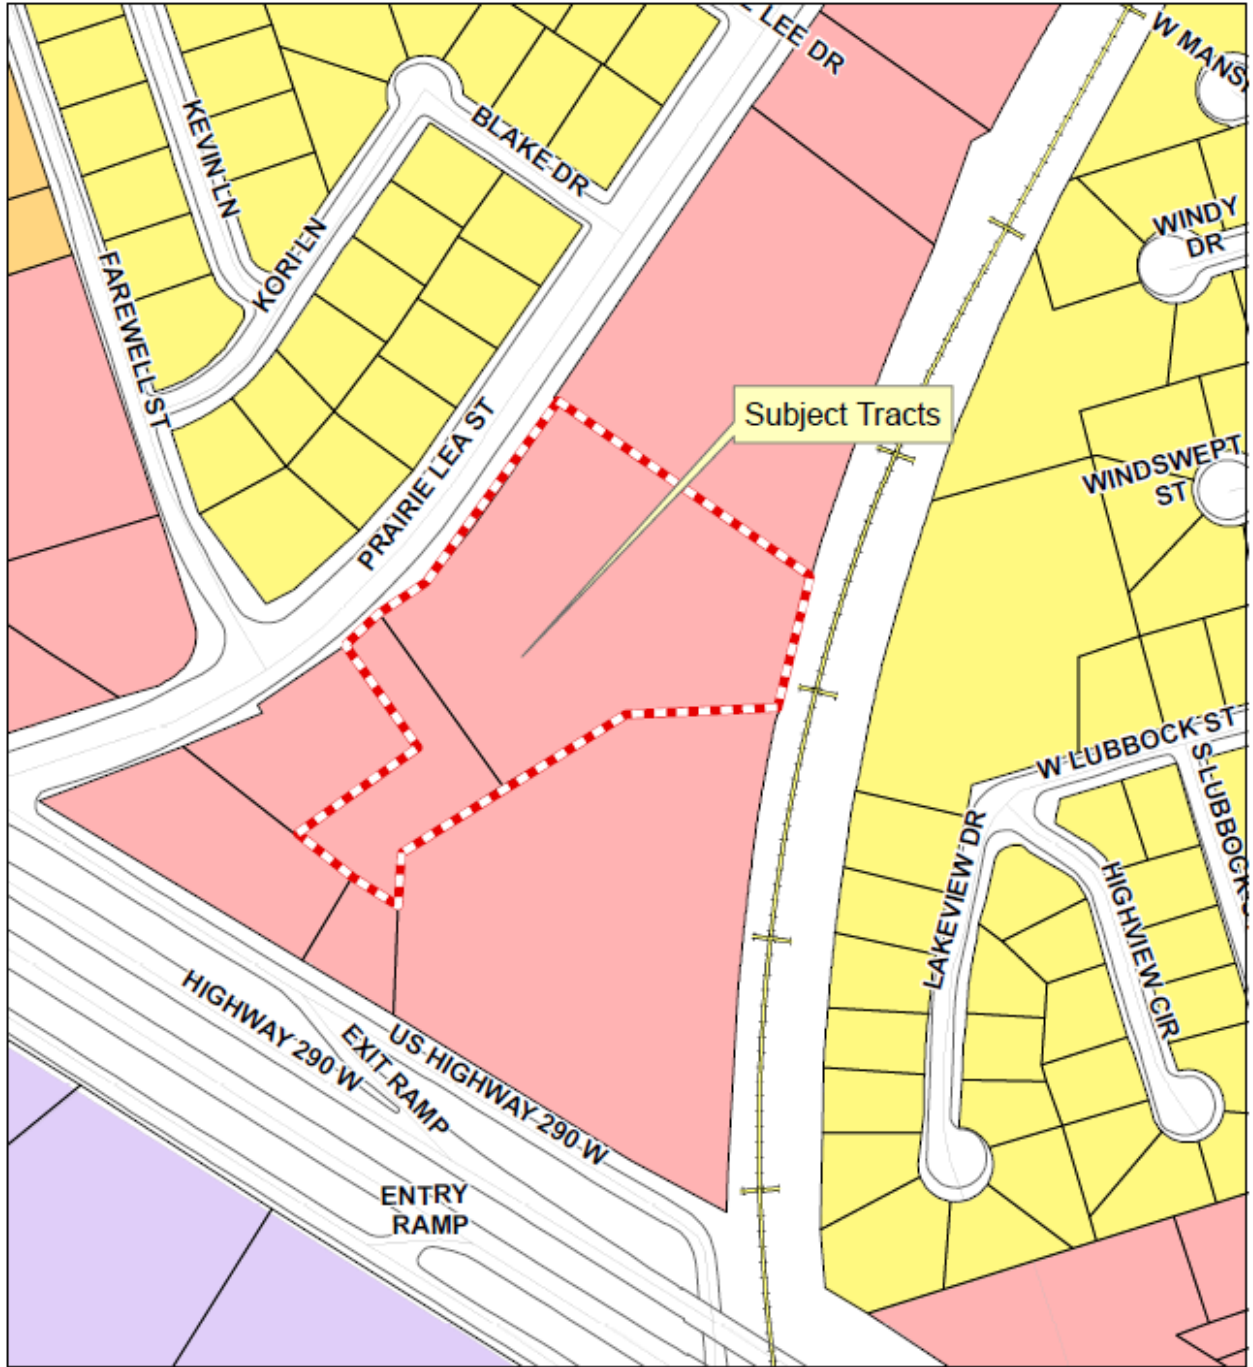 LEE DR
W MANS
KEVIN LN
BLAKE DR
WINDY
DR
KORI LN
FAREWELL ST
Subject Tracts
PRAIRIE LEA ST
WINDSWEPT
ST
W LUBBOCK ST
S LUBBOCK S
LAKEVIEW DR
HIGHVIEW CIR
HIGHWAY 290 W
EXIT RAMP
US HIGHWAY 290 W
ENTRY
RAMP